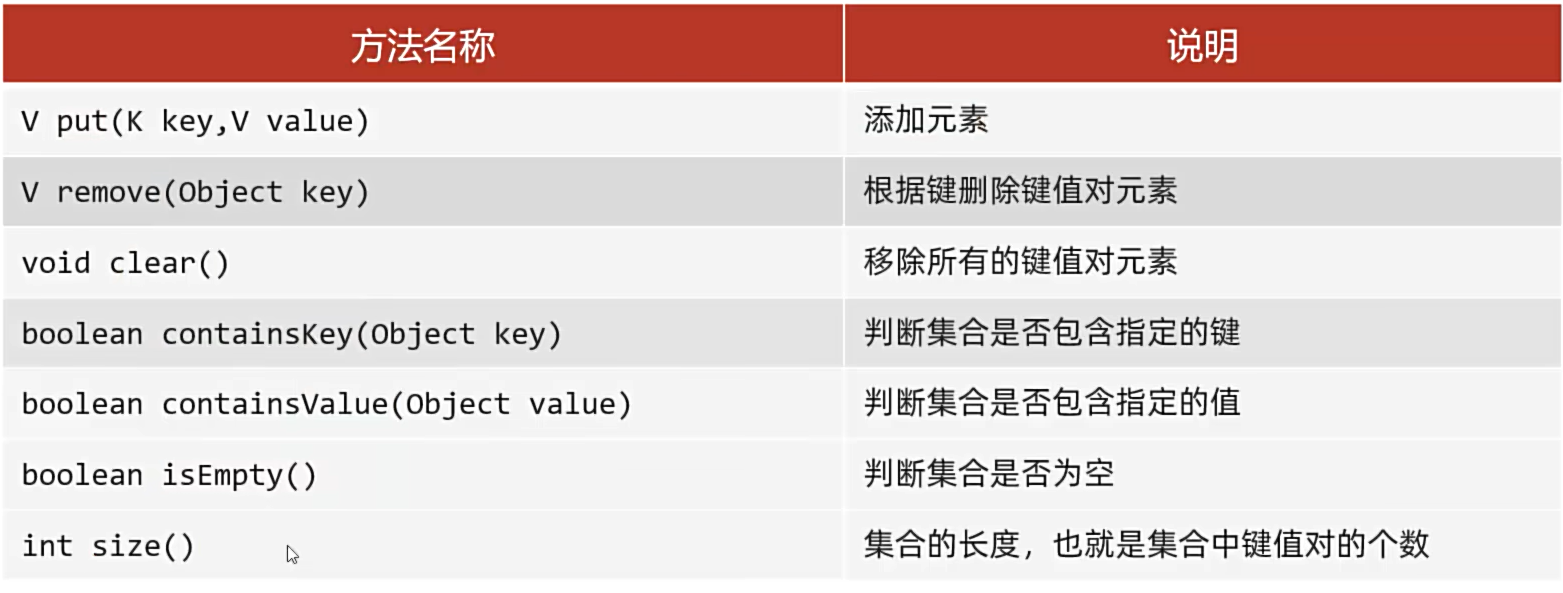 方法名称 说明
V put(K key,V value) 添加元素
V remove(Object key) 根据键删除键值对元素
void clear() 移除所有的键值对元素
boolean containsKey(Object key) 判断集合是否包含指定的键
boolean containsValue(Object value) 判断集合是否包含指定的值
boolean isEmpty() 判断集合是否为空
int size() 集合的长度，也就是集合中键值对的个数